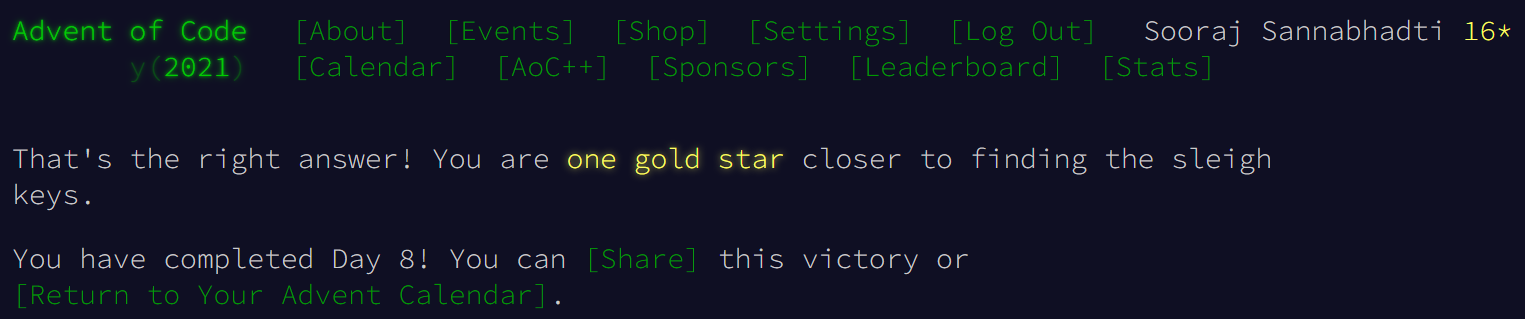 Advent of Code [About] [Events] [Shop] [Settings] [Log Out] Sooraj Sannabhadti 16*
y(2021) [Calendar] [AoC++] [Sponsors] [Leaderboard] [Stats]
That's the right answer! You are one gold star closer to finding the sleigh
keys.
You have completed Day 8! You can [Share] this victory or
[Return to Your Advent Calendar].